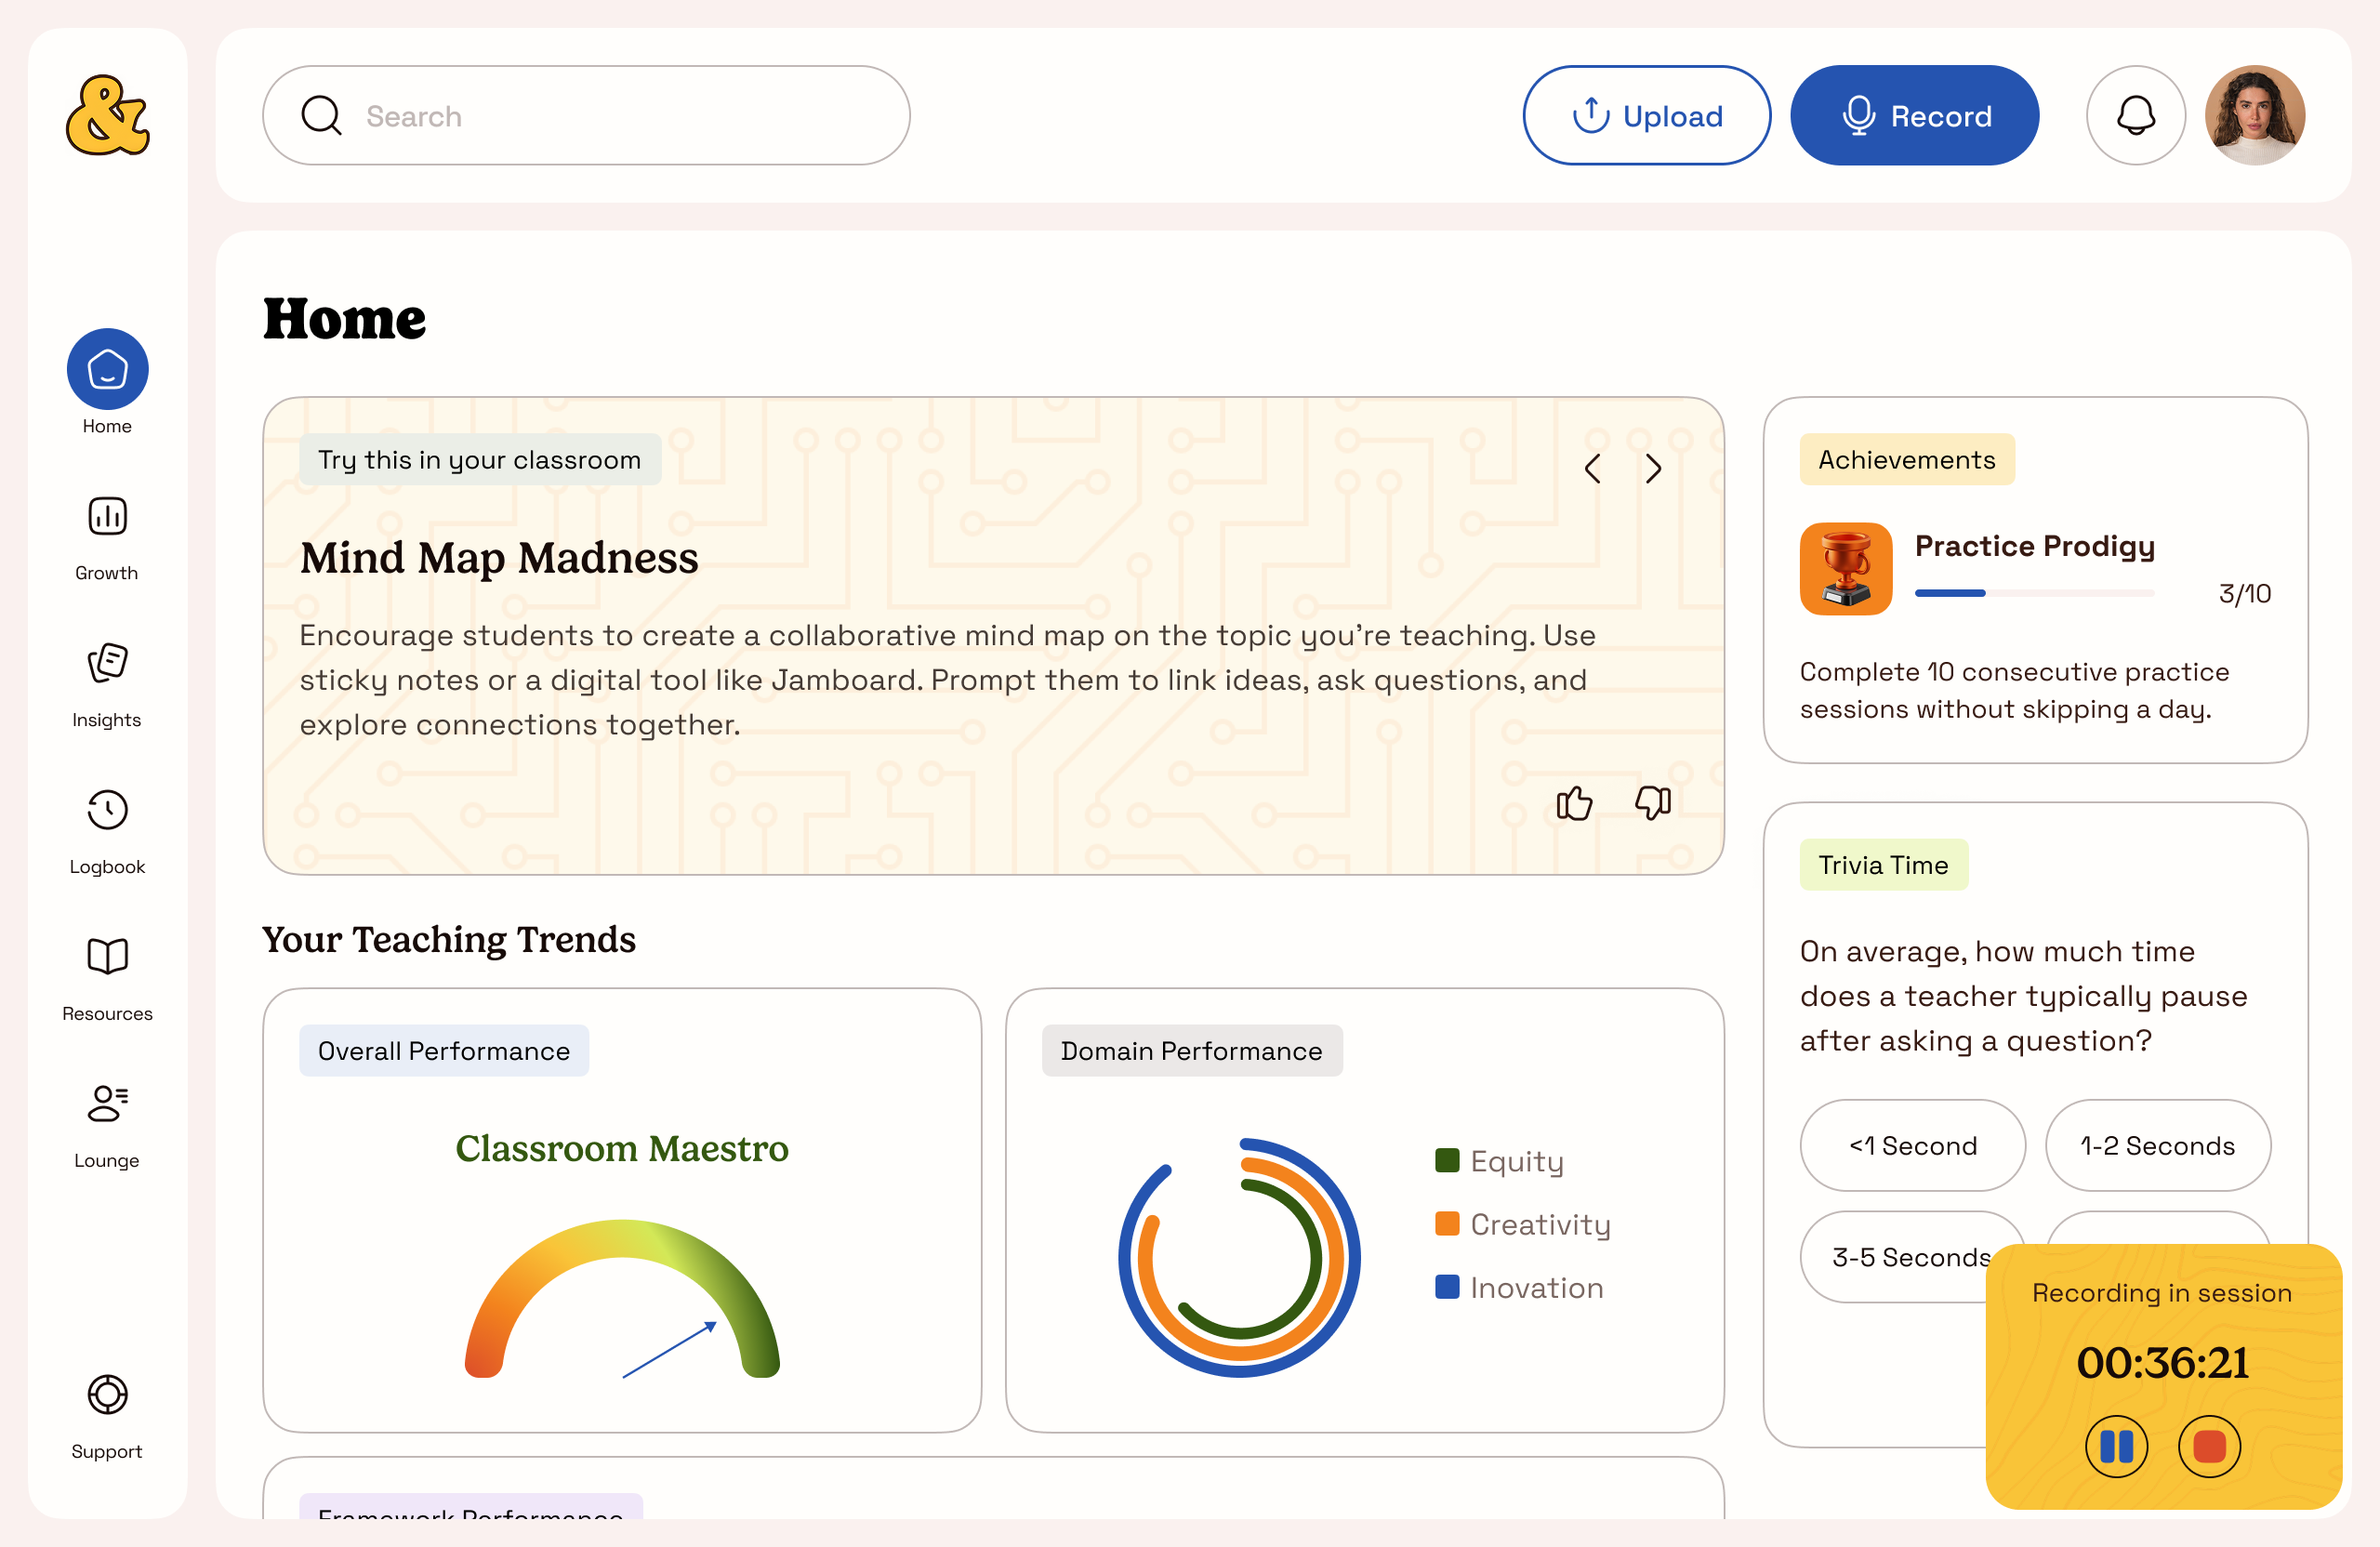 &
Search
Upload
Record
Home
Growth
Insights
Logbook
Resources
Lounge
Support
Home
Try this in your classroom
Mind Map Madness
Encourage students to create a collaborative mind map on the topic you're teaching. Use
sticky notes or a digital tool like Jamboard. Prompt them to link ideas, ask questions, and
explore connections together.
Achievements
Practice Prodigy
3/10
Complete 10 consecutive practice
sessions without skipping a day.
Trivia Time
On average, how much time
does a teacher typically pause
after asking a question?
<1 Second
1-2 Seconds
3-5 Seconds
Your Teaching Trends
Overall Performance
Classroom Maestro
Domain Performance
Equity
Creativity
Inovation
Framework Performance
Recording in session
00:36:21